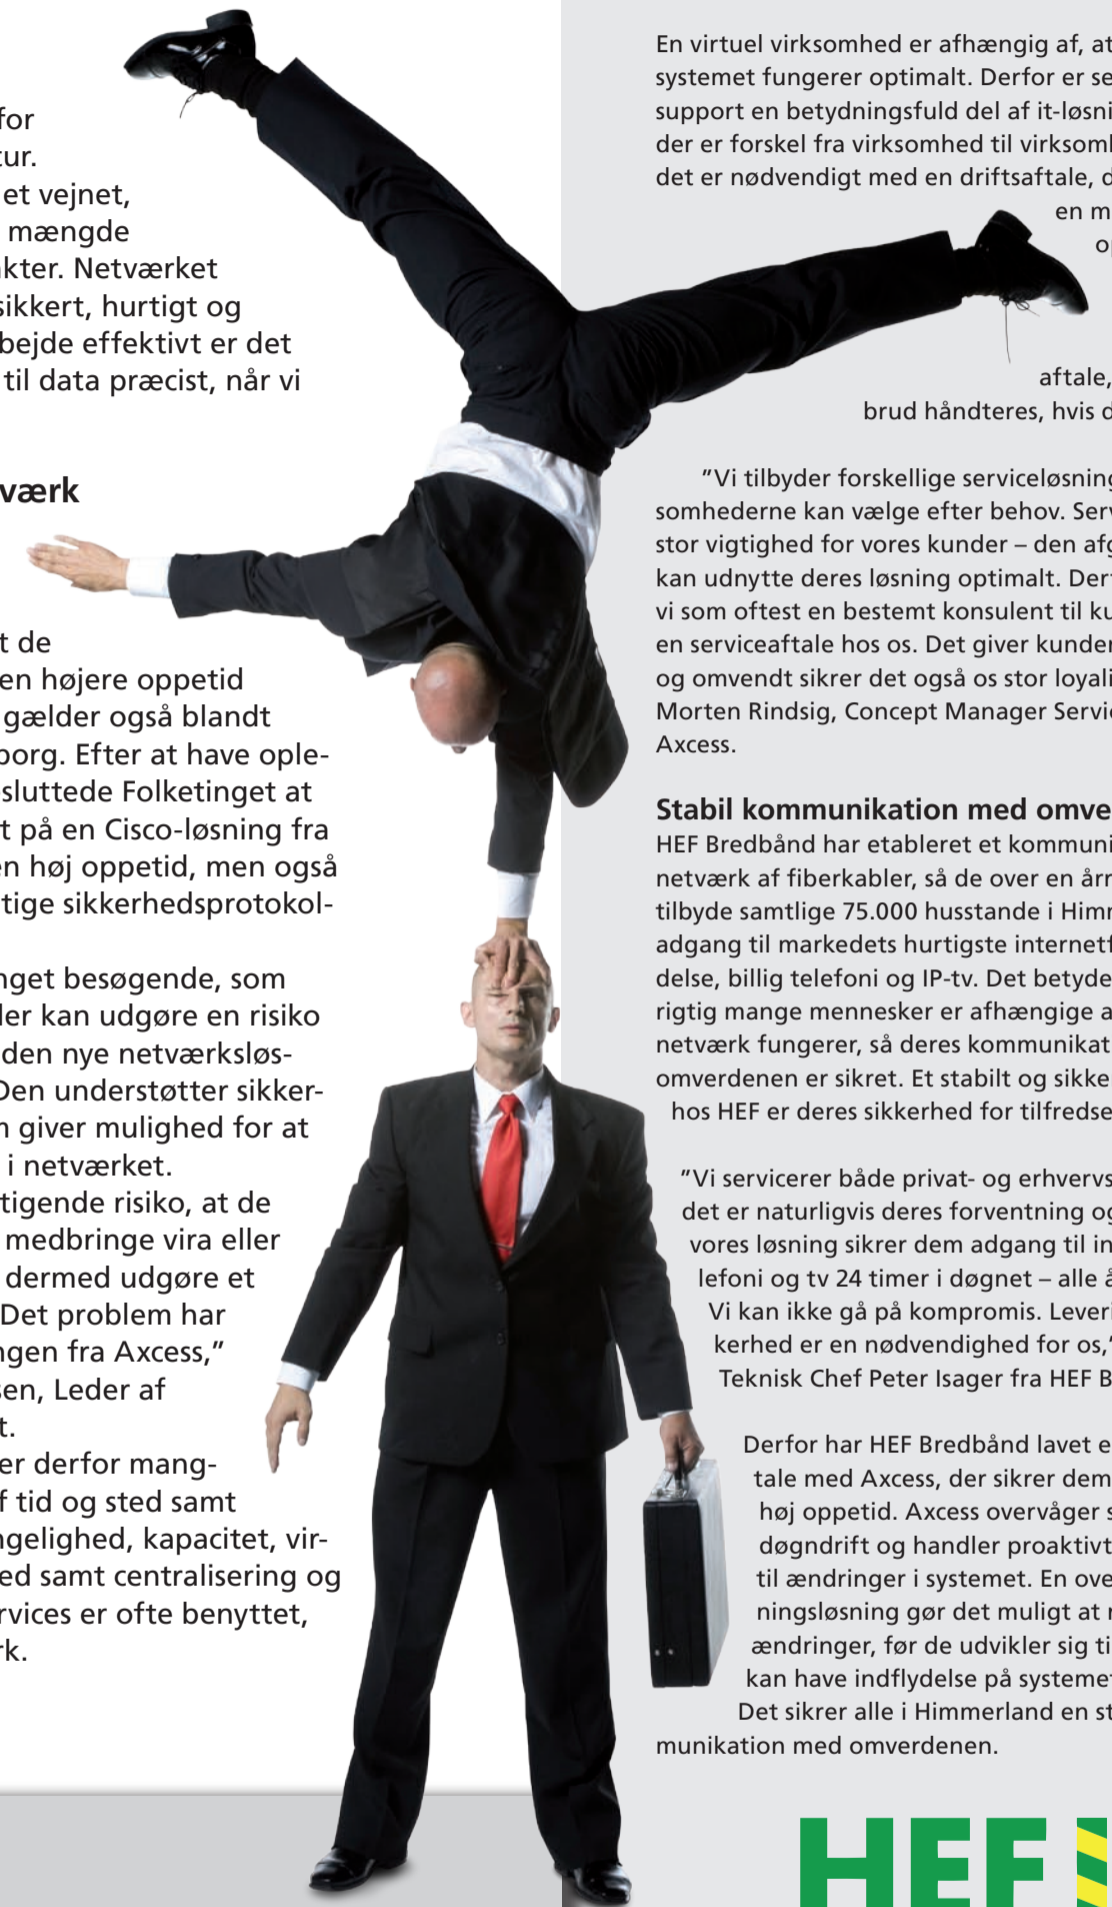 for
tur.
et vejnet,
mængde
kter. Netværket
sikkert, hurtigt og
bejde effektivt er det
til data præcist, når vi
værk
t de
en højere oppetid
gælder også blandt
borg. Efter at have ople-
sluttede Folketinget at
t på en Cisco-løsning fra
en høj oppetid, men også
tige sikkerhedsprotokol-
nget besøgende, som
der kan udgøre en risiko
den nye netværksløs-
Den understøtter sikker-
n giver mulighed for at
i netværket.
tigende risiko, at de
medbringe vira eller
dermed udgøre et
Det problem har
ngen fra Axcess,”
sen, Leder af
t.
er derfor mang-
f tid og sted samt
ngelighed, kapacitet, vir-
ed samt centralisering og
rvices er ofte benyttet,
rk.
En virtuel virksomhed er afhængig af, at
systemet fungerer optimalt. Derfor er se
support en betydningsfuld del af it-løsni
der er forskel fra virksomhed til virksomh
det er nødvendigt med en driftsaftale, d
en m
op
aftale,
brud håndteres, hvis d
”Vi tilbyder forskellige serviceløsning
somhederne kan vælge efter behov. Serv
stor vigtighed for vores kunder – den afg
kan udnytte deres løsning optimalt. Derf
vi som oftest en bestemt konsulent til ku
en serviceaftale hos os. Det giver kunder
og omvendt sikrer det også os stor loyali
Morten Rindsig, Concept Manager Servic
Axcess.
Stabil kommunikation med omve
HEF Bredbånd har etableret et kommuni
netværk af fiberkabler, så de over en årr
tilbyde samtlige 75.000 husstande i Himm
adgang til markedets hurtigste internetf
delse, billig telefoni og IP-tv. Det betyde
rigtig mange mennesker er afhængige a
netværk fungerer, så deres kommunikat
omverdenen er sikret. Et stabilt og sikke
hos HEF er deres sikkerhed for tilfredse
”Vi servicerer både privat- og erhvervs
det er naturligvis deres forventning og
vores løsning sikrer dem adgang til in
lefoni og tv 24 timer i døgnet – alle å
Vi kan ikke gå på kompromis. Leveri
kerhed er en nødvendighed for os,”
Teknisk Chef Peter Isager fra HEF B
Derfor har HEF Bredbånd lavet e
tale med Axcess, der sikrer dem
høj oppetid. Axcess overvåger s
døgndrift og handler proaktivt
til ændringer i systemet. En ove
ningsløsning gør det muligt at r
ændringer, før de udvikler sig ti
kan have indflydelse på systemet
Det sikrer alle i Himmerland en st
munikation med omverdenen.
HEF